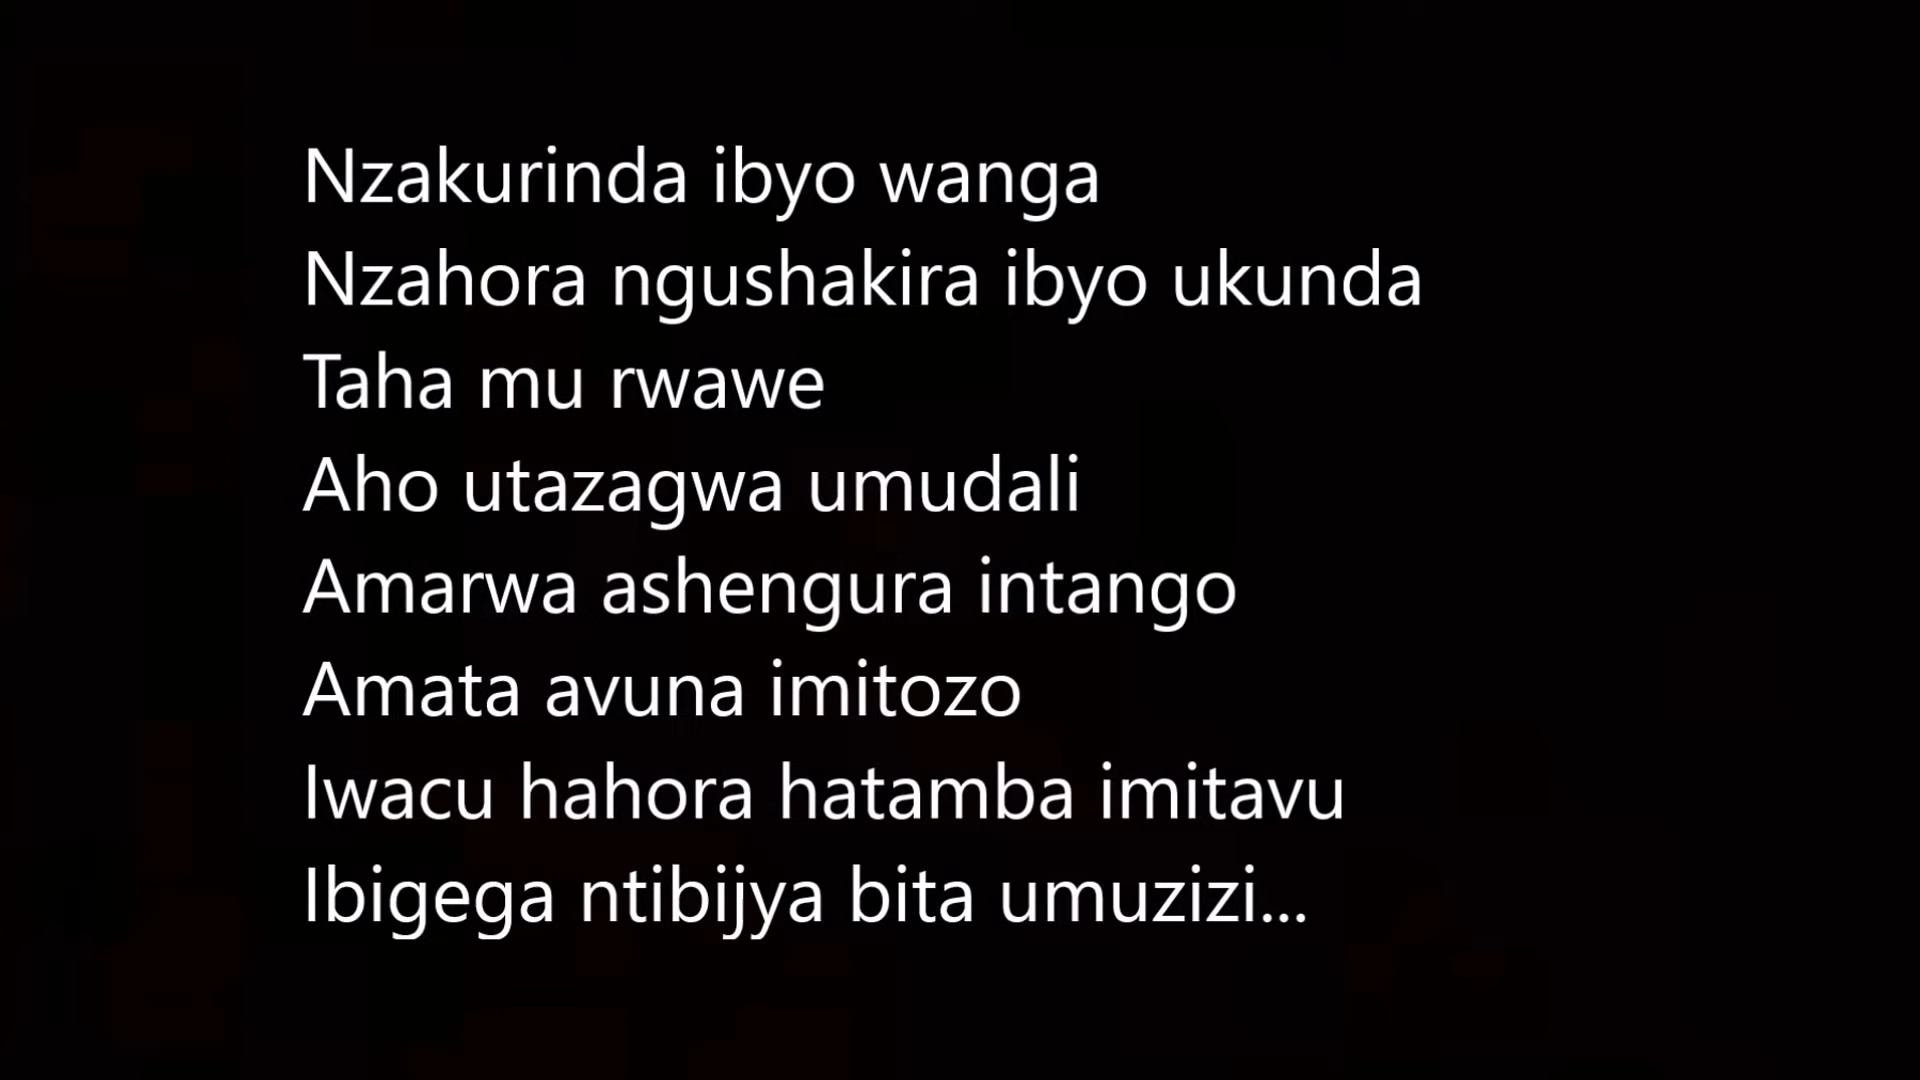 Nzakurinda ibyo wanga
Nzahora ngushakira ibyo ukunda
Taha mu rwawe
Aho utazagwa umudali
Amarwa ashengura intango
Amata avuna imitozo
Iwacu hahora hatamba imitavu
Ibigega ntibijya bita umuzizi...